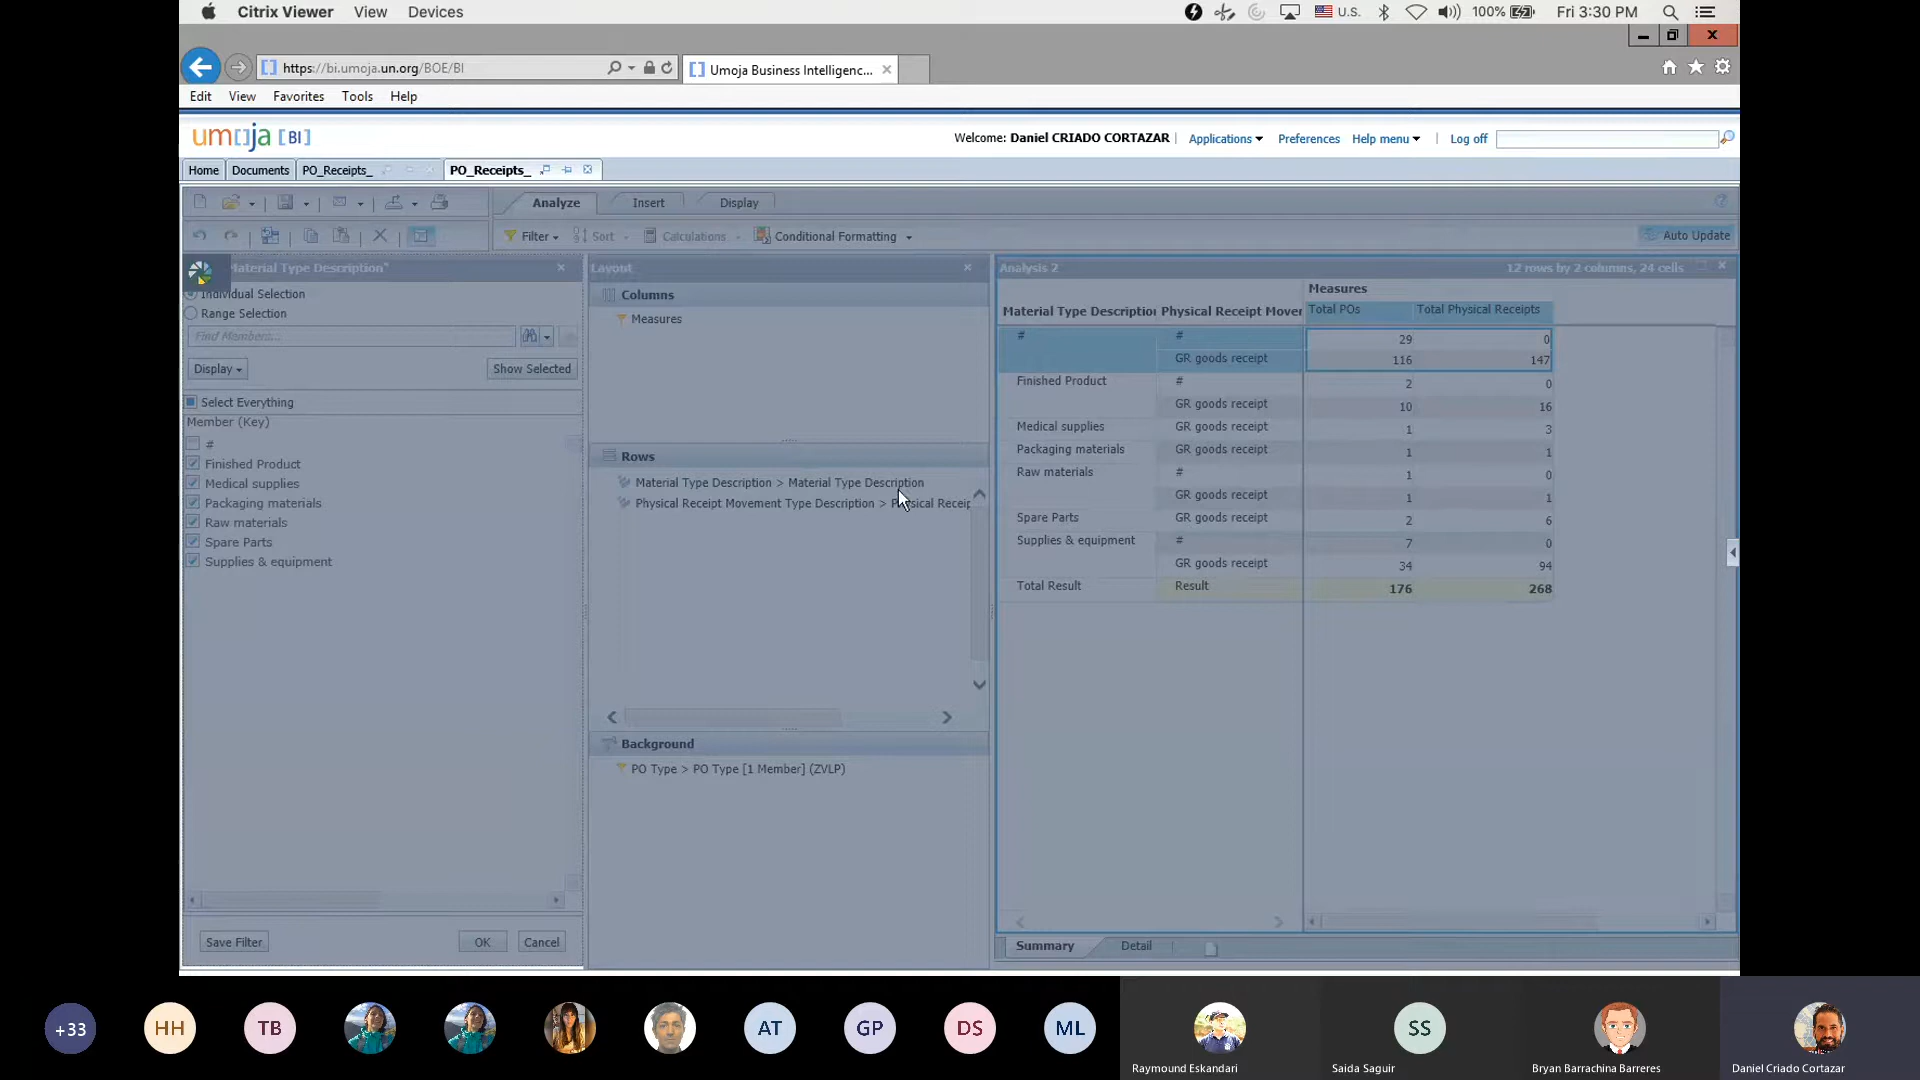 Citrix Viewer View Devices
U.S. 100% Fri 3:30 PM
https://bi.umoja.un.org/BOE/BI
Umoja Business Intelligenc...
Edit View Favorites Tools Help
um[]ja [BI]
Welcome: Daniel CRIADO CORTAZAR Applications Preferences Help menu Log off
Home Documents PO_Receipts_ PO_Receipts_
Analyze Insert Display
Filter Sort Calculations Conditional Formatting Auto Update
Material Type Description"
Individual Selection
Range Selection
Find Members...
Display Show Selected
Select Everything
Member (Key)
#
Finished Product
Medical supplies
Packaging materials
Raw materials
Spare Parts
Supplies & equipment
Save Filter OK Cancel
Layout
Columns
Measures
Rows
Material Type Description > Material Type Description
Physical Receipt Movement Type Description > Physical Receip
Background
PO Type > PO Type [1 Member] (ZVLP)
Analysis 2 12 rows by 2 columns, 24 cells
Measures
Material Type Description Physical Receipt Mover Total POs Total Physical Receipts
# # 29 0
GR goods receipt 116 147
Finished Product # 2 0
GR goods receipt 10 16
Medical supplies GR goods receipt 1 3
Packaging materials GR goods receipt 1 1
Raw materials # 1 0
GR goods receipt 1 1
Spare Parts GR goods receipt 2 6
Supplies & equipment # 7 0
GR goods receipt 34 94
Total Result Result 176 268
Summary Detail
+33 HH TB AT GP DS ML SS
Raymound Eskandari Saida Saguir Bryan Barrachina Barreres Daniel Criado Cortazar